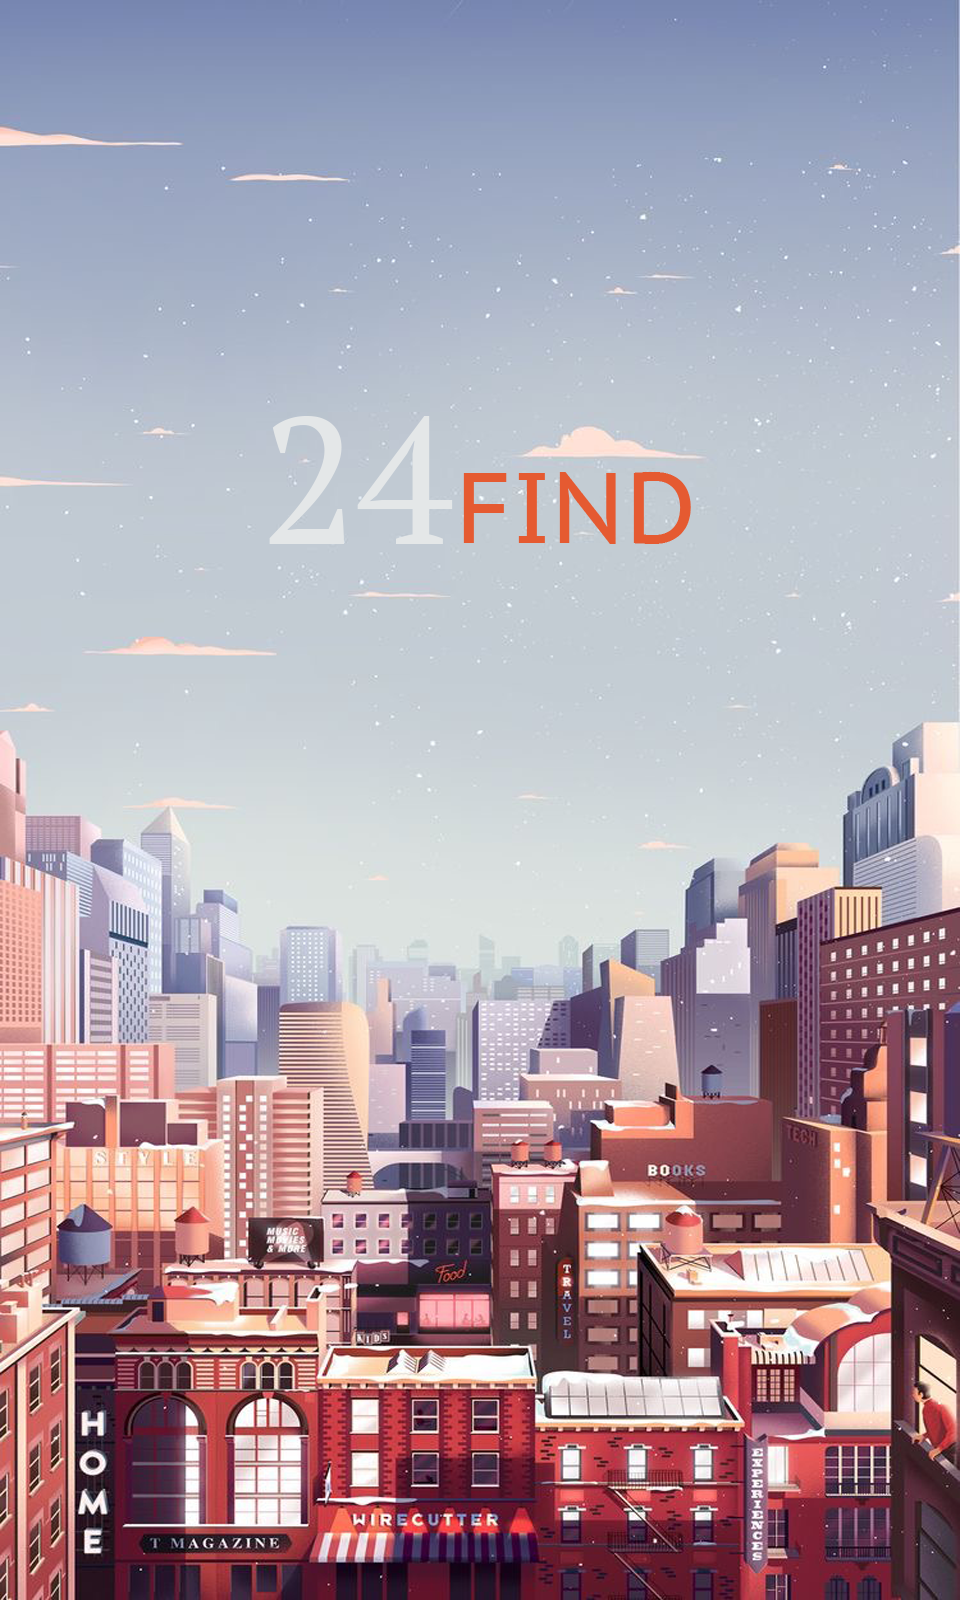 24FIND
STYLE
TECH
BOOKS
MUSIC
MOVIES
& MORE
Food
TRAVEL
KIDS
HOME
EXPERIENCES
WIRECUTTER
T MAGAZINE